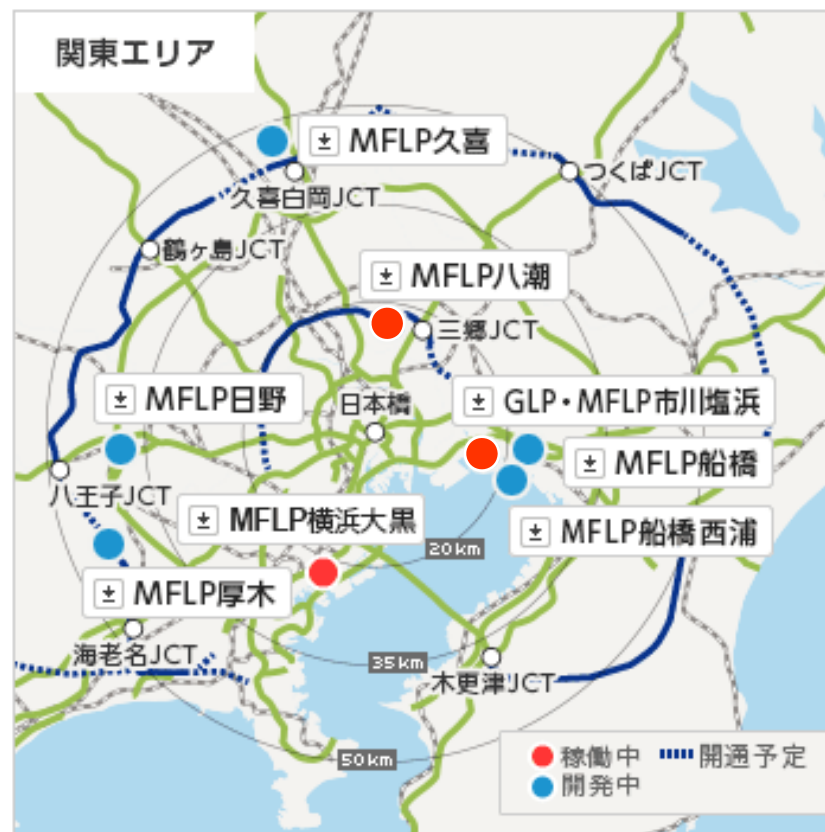 関東エリア
MFLP久喜
つくばJCT
久喜白岡JCT
鶴ヶ島JCT
MFLP八潮
三郷JCT
MFLP日野
日本橋
GLP・MFLP市川塩浜
MFLP船橋
八王子JCT
MFLP横浜大黒
MFLP船橋西浦
20km
MFLP厚木
海老名JCT
35km
木更津JCT
50km
稼働中
開通予定
開発中